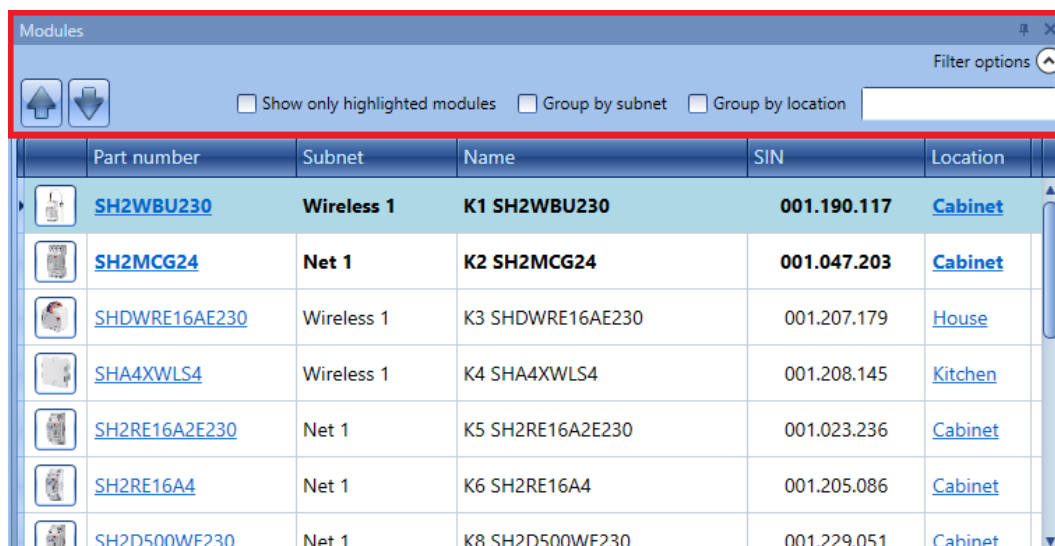 Modules
Filter options
Show only highlighted modules Group by subnet Group by location
Part number Subnet Name SIN Location
SH2WBU230 Wireless 1 K1 SH2WBU230 001.190.117 Cabinet
SH2MCG24 Net 1 K2 SH2MCG24 001.047.203 Cabinet
SHDWRE16AE230 Wireless 1 K3 SHDWRE16AE230 001.207.179 House
SHA4XWLS4 Wireless 1 K4 SHA4XWLS4 001.208.145 Kitchen
SH2RE16A2E230 Net 1 K5 SH2RE16A2E230 001.023.236 Cabinet
SH2RE16A4 Net 1 K6 SH2RE16A4 001.205.086 Cabinet
SH2D500WE230 Net 1 K8 SH2D500WE230 001.229.051 Cabinet